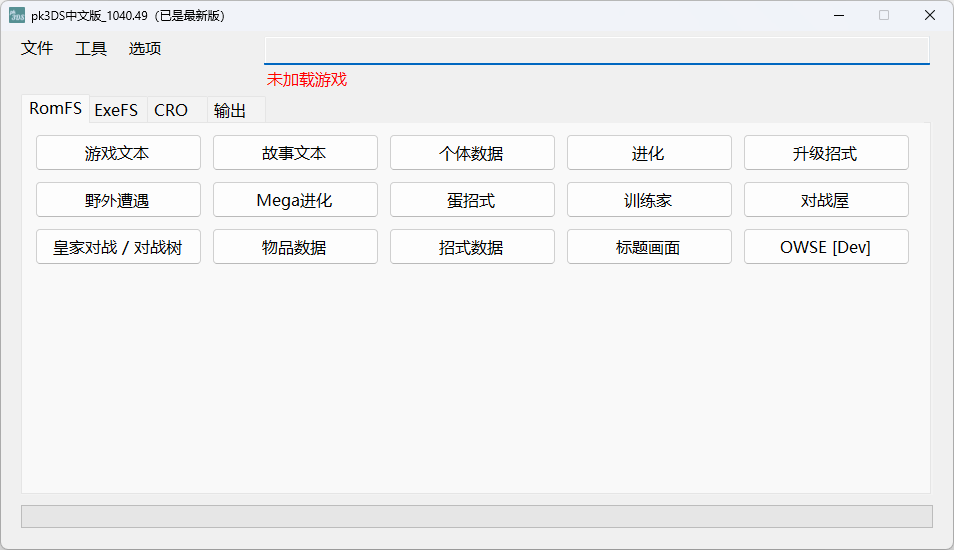 pk3DS中文版_1040.49（已是最新版）
文件 工具 选项
未加载游戏
RomFS ExeFS CRO 输出
游戏文本 故事文本 个体数据 进化 升级招式
野外遭遇 Mega进化 蛋招式 训练家 对战屋
皇家对战 / 对战树 物品数据 招式数据 标题画面 OWSE [Dev]